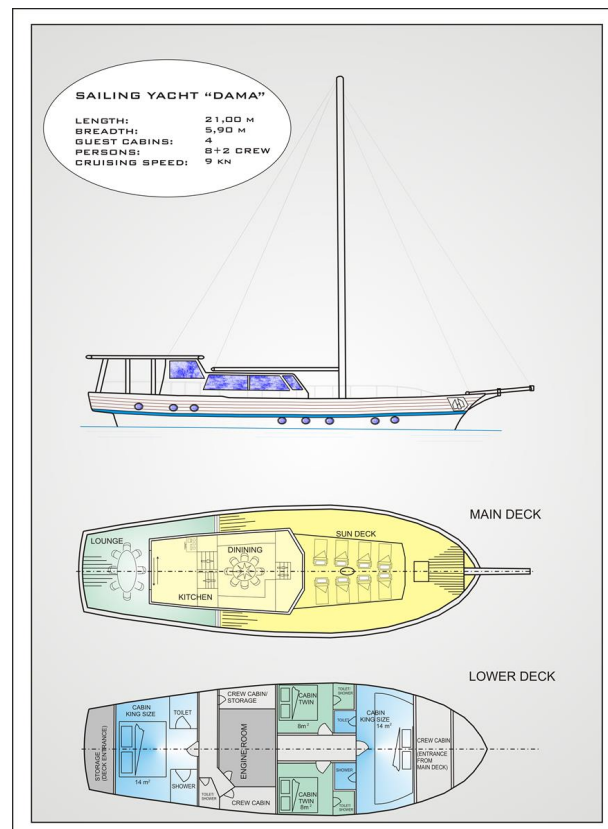 SAILING YACHT "DAMA"
LENGTH: 21,00 M
BREADTH: 5,90 M
GUEST CABINS: 4
PERSONS: 8+2 CREW
CRUISING SPEED: 9 KN
MAIN DECK
LOUNGE
DINING
SUN DECK
KITCHEN
LOWER DECK
STORAGE
(DECK ENTRANCE)
CABIN
KING SIZE
14 m²
TOILET
SHOWER
CREW CABIN/
STORAGE
TOILET/
SHOWER
ENGINE ROOM
CREW CABIN
CABIN
TWIN
8m²
TOILET/
SHOWER
CABIN
TWIN
8m²
TOILET/
SHOWER
TOILET
SHOWER
CABIN
KING SIZE
14 m²
CREW CABIN
(ENTRANCE
FROM
MAIN DECK)